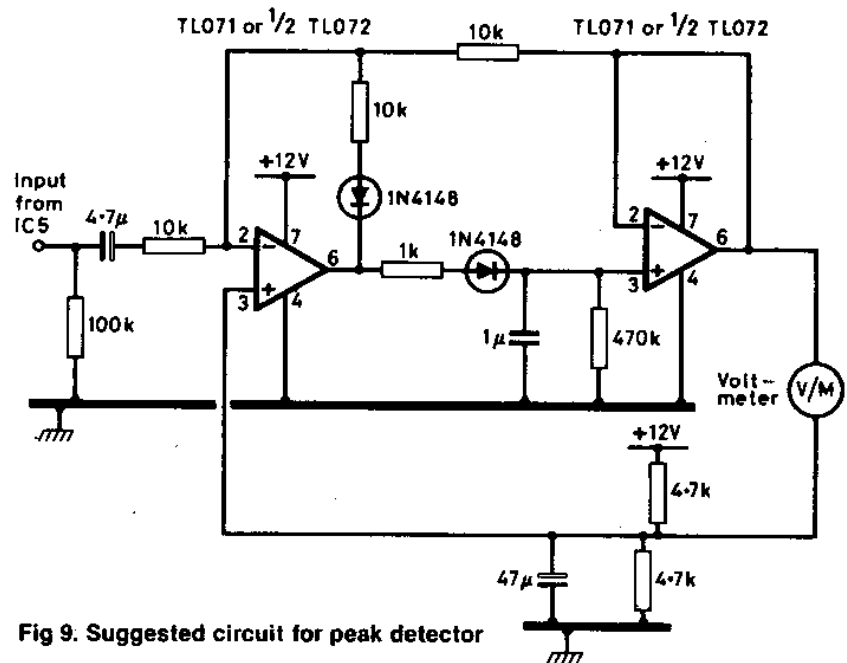 TL071 or 1/2 TL072
TL071 or 1/2 TL072
10k
10k
+12V
+12V
Input
from
IC5
1N4148
4·7μ
10k
2
-
7
6
1k
1N4148
2
-
7
6
+
3
4
+
3
4
100k
1μ
470k
Volt-
meter
V/M
+12V
4·7k
47μ
4·7k
Fig 9. Suggested circuit for peak detector